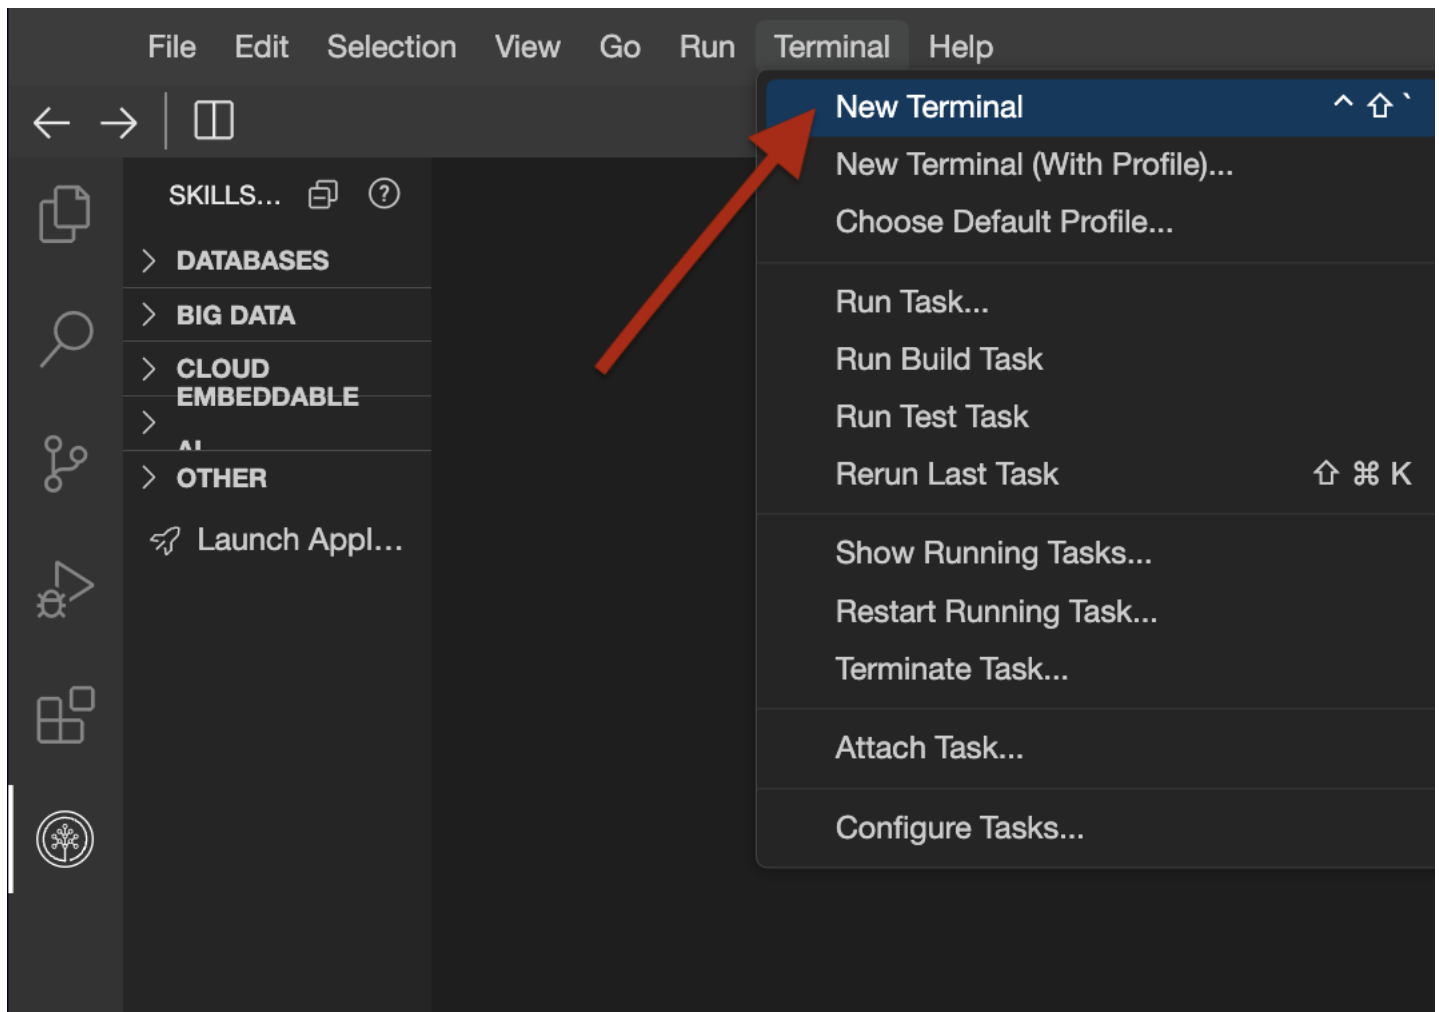 File Edit Selection View Go Run Terminal Help
SKILLS...
DATABASES
BIG DATA
CLOUD
EMBEDDABLE
AI
OTHER
Launch Appl...
New Terminal ^ ⇧ `
New Terminal (With Profile)...
Choose Default Profile...
Run Task...
Run Build Task
Run Test Task
Rerun Last Task ⇧ ⌘ K
Show Running Tasks...
Restart Running Task...
Terminate Task...
Attach Task...
Configure Tasks...